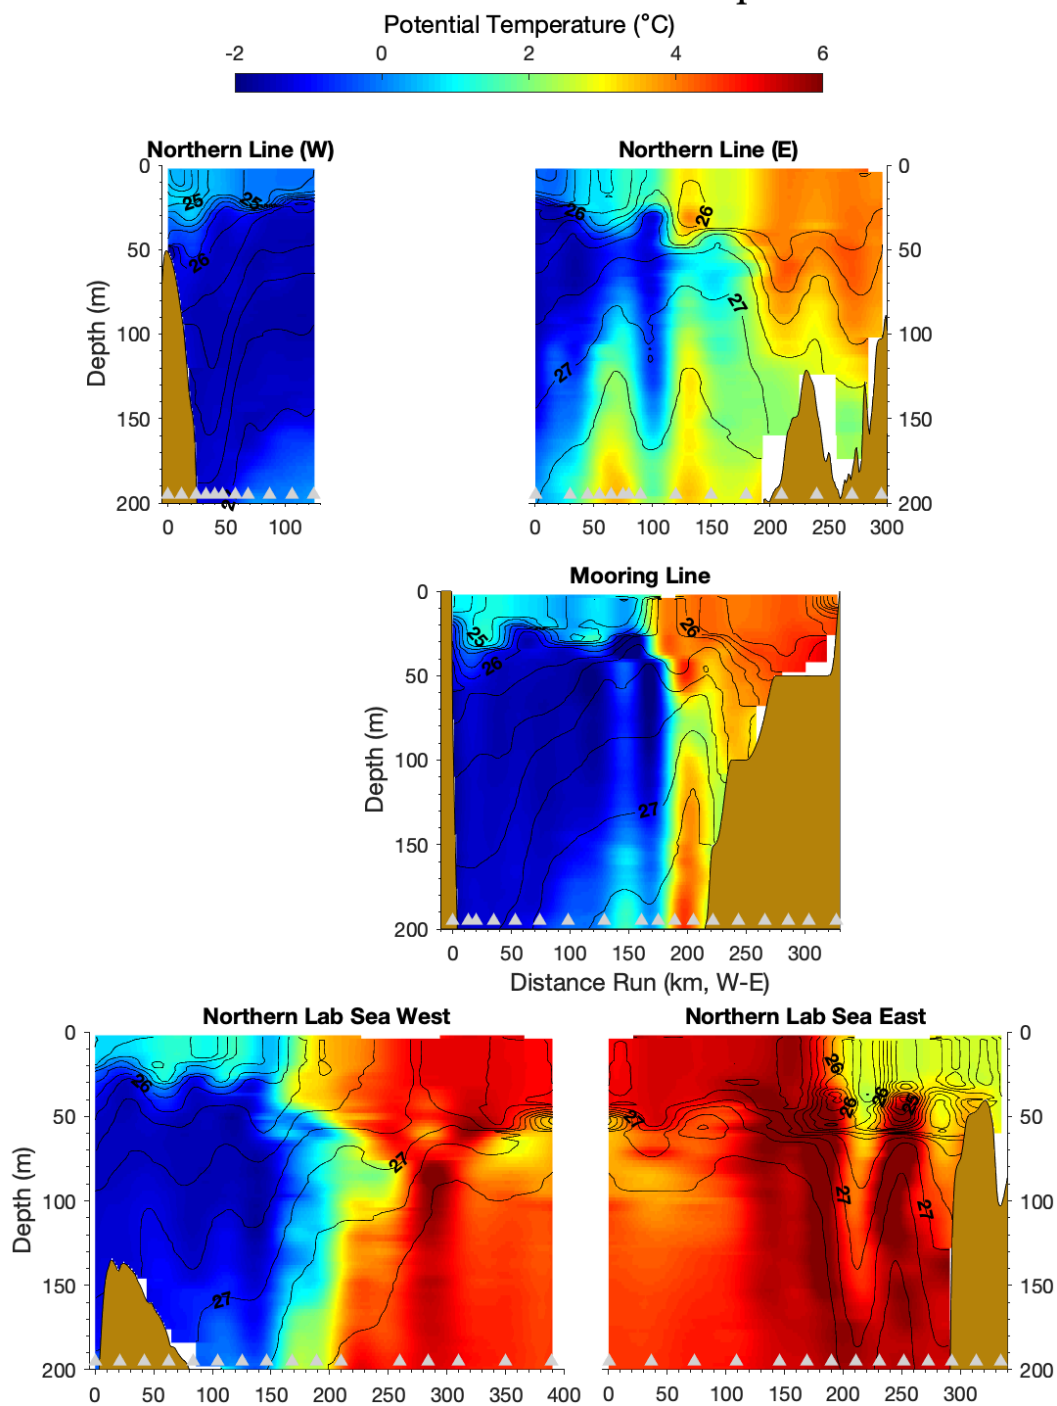 Potential Temperature (°C)
-2 0 2 4 6
Northern Line (W)
Northern Line (E)
0 50 100 150 200
Depth (m)
25 25 26 2
0 50 100
26 26 27 27
0 50 100 150 200
0 50 100 150 200 250 300
Mooring Line
0 50 100 150 200
Depth (m)
25 26 26 27
0 50 100 150 200 250 300
Distance Run (km, W-E)
Northern Lab Sea West
Northern Lab Sea East
0 50 100 150 200
Depth (m)
26 27 27
0 50 100 150 200 250 300 350 400
27 26 26 26 25 27 27
0 50 100 150 200
0 50 100 150 200 250 300